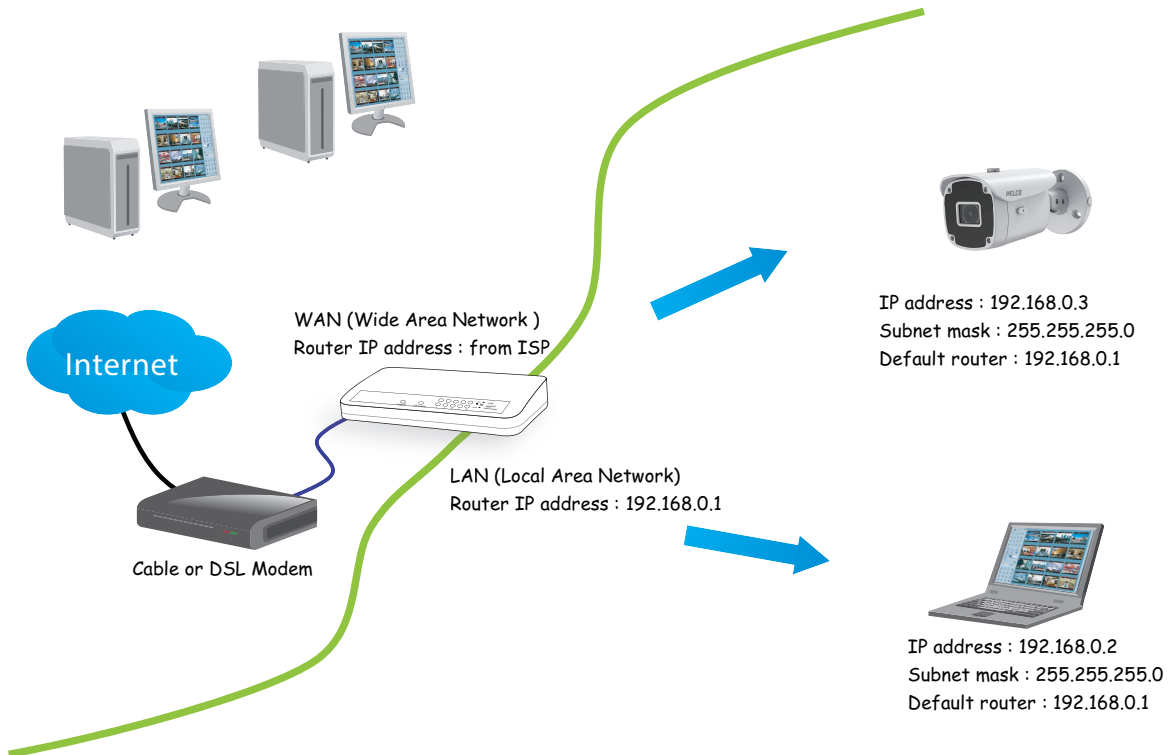 PELCO
IP address : 192.168.0.3
Subnet mask : 255.255.255.0
Default router : 192.168.0.1
WAN (Wide Area Network )
Router IP address : from ISP
Internet
LAN (Local Area Network)
Router IP address : 192.168.0.1
Cable or DSL Modem
IP address : 192.168.0.2
Subnet mask : 255.255.255.0
Default router : 192.168.0.1